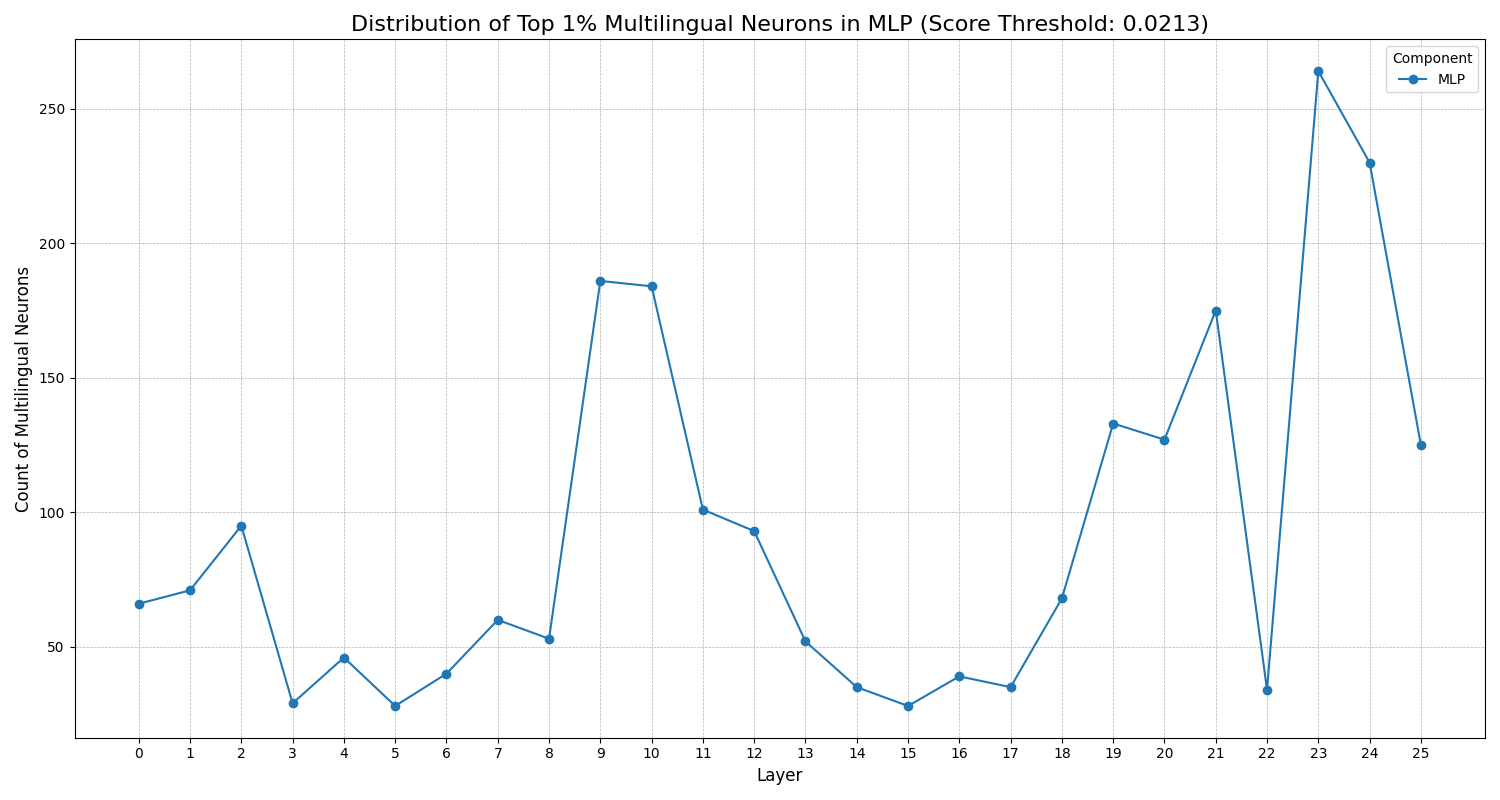 Distribution of Top 1% Multilingual Neurons in MLP (Score Threshold: 0.0213)
Component
MLP
250
200
150
100
50
Count of Multilingual Neurons
0 1 2 3 4 5 6 7 8 9 10 11 12 13 14 15 16 17 18 19 20 21 22 23 24 25
Layer